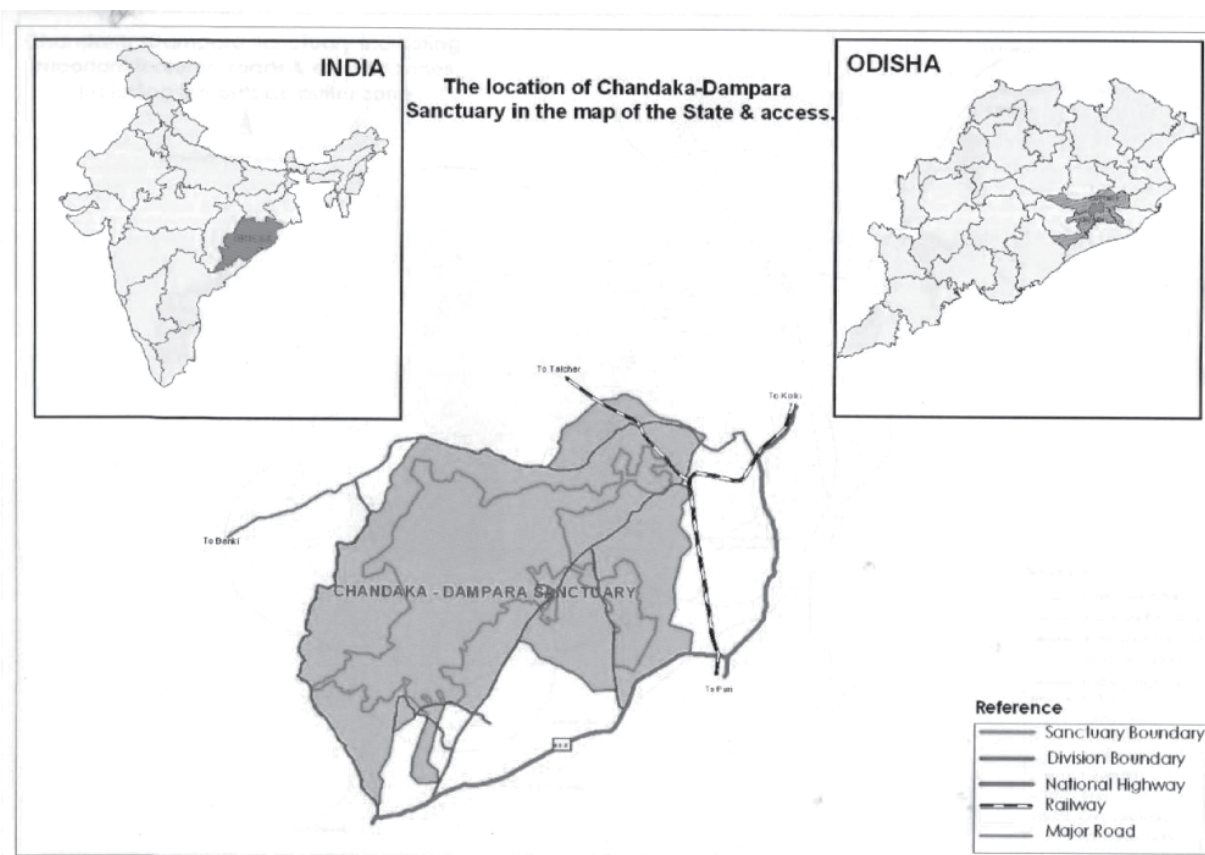 INDIA
The location of Chandaka-Dampara
Sanctuary in the map of the State & access.
ODISHA
To Talcher
To Kolk
To Banki
CHANDAKA - DAMPARA SANCTUARY
To Puri
Reference
Sanctuary Boundary
Division Boundary
National Highway
Railway
Major Road